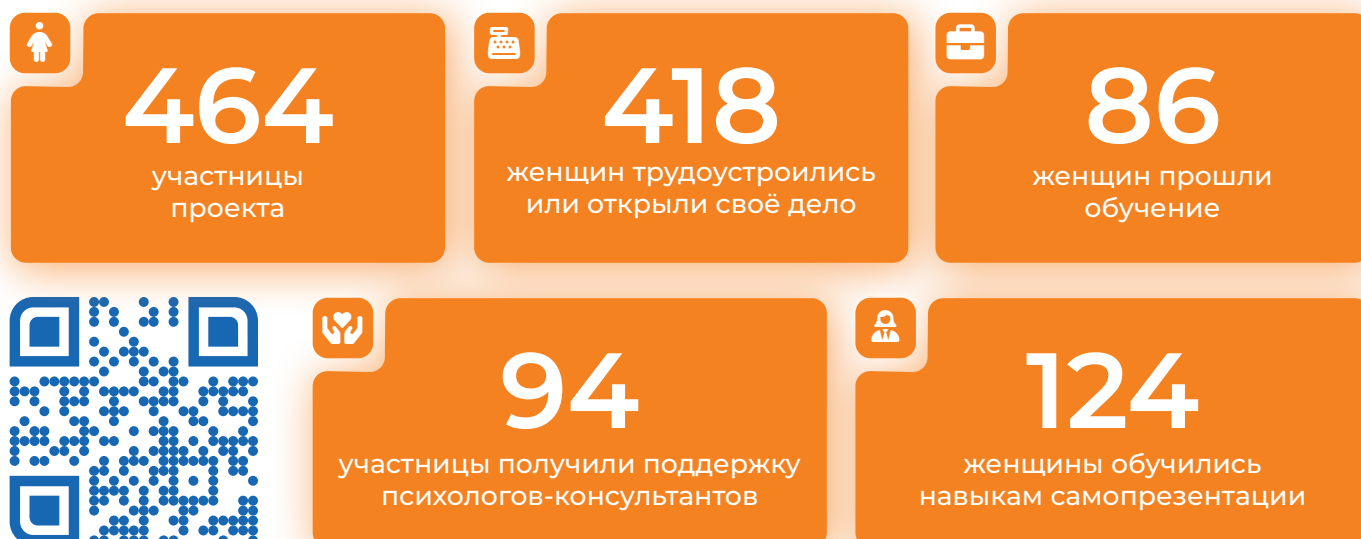 464
участницы
проекта
418
женщин трудоустроились
или открыли своё дело
86
женщин прошли
обучение
94
участницы получили поддержку
психологов-консультантов
124
женщины обучились
навыкам самопрезентации